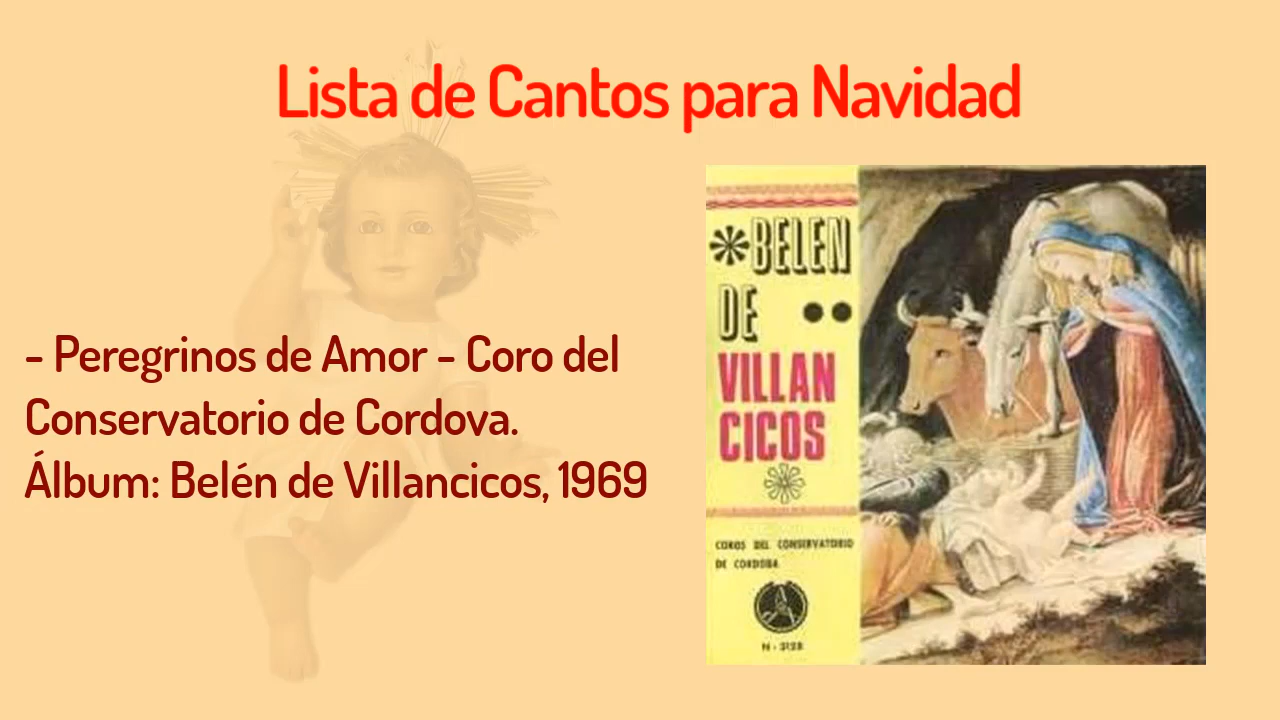 Lista de Cantos para Navidad
- Peregrinos de Amor - Coro del
Conservatorio de Cordova.
Álbum: Belén de Villancicos, 1969
BELEN
DE
VILLAN
CICOS
COROS DEL CONSERVATORIO
DE CORDOBA
N - 3128